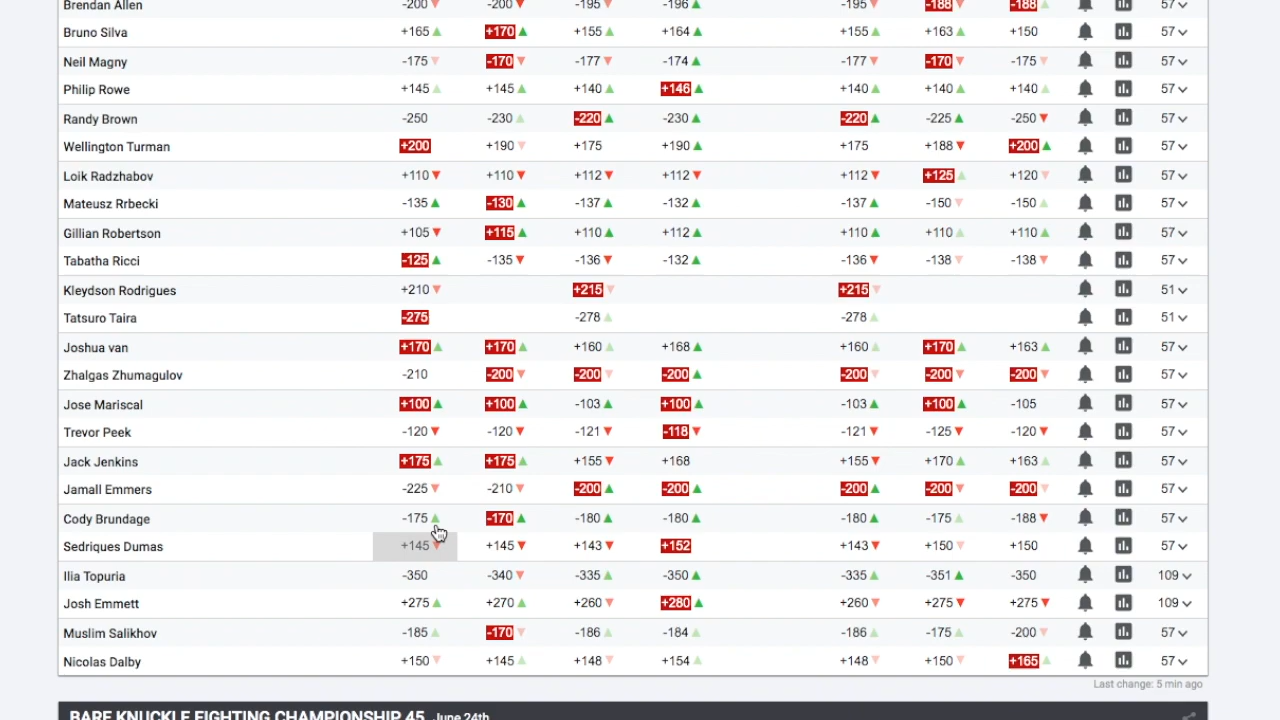 Brendan Allen -200 -200 -195 -196 -195 -188 -188 57
Bruno Silva +165 +170 +155 +164 +155 +163 +150 57
Neil Magny -175 -170 -177 -174 -177 -170 -175 57
Philip Rowe +145 +145 +140 +146 +140 +140 +140 57
Randy Brown -250 -230 -220 -230 -220 -225 -250 57
Wellington Turman +200 +190 +175 +190 +175 +188 +200 57
Loik Radzhabov +110 +110 +112 +112 +112 +125 +120 57
Mateusz Rrbecki -135 -130 -137 -132 -137 -150 -150 57
Gillian Robertson +105 +115 +110 +112 +110 +110 +110 57
Tabatha Ricci -125 -135 -136 -132 -136 -138 -138 57
Kleydson Rodrigues +210 +215 +215 51
Tatsuro Taira -275 -278 -278 51
Joshua van +170 +170 +160 +168 +160 +170 +163 57
Zhalgas Zhumagulov -210 -200 -200 -200 -200 -200 -200 57
Jose Mariscal +100 +100 -103 +100 -103 +100 -105 57
Trevor Peek -120 -120 -121 -118 -121 -125 -120 57
Jack Jenkins +175 +175 +155 +168 +155 +170 +163 57
Jamall Emmers -225 -210 -200 -200 -200 -200 -200 57
Cody Brundage -175 -170 -180 -180 -180 -175 -188 57
Sedriques Dumas +145 +145 +143 +152 +143 +150 +150 57
Ilia Topuria -350 -340 -335 -350 -335 -351 -350 109
Josh Emmett +275 +270 +260 +280 +260 +275 +275 109
Muslim Salikhov -185 -170 -186 -184 -186 -175 -200 57
Nicolas Dalby +150 +145 +148 +154 +148 +150 +165 57
Last change: 5 min ago
BARE KNUCKLE FIGHTING CHAMPIONSHIP 45 June 24th